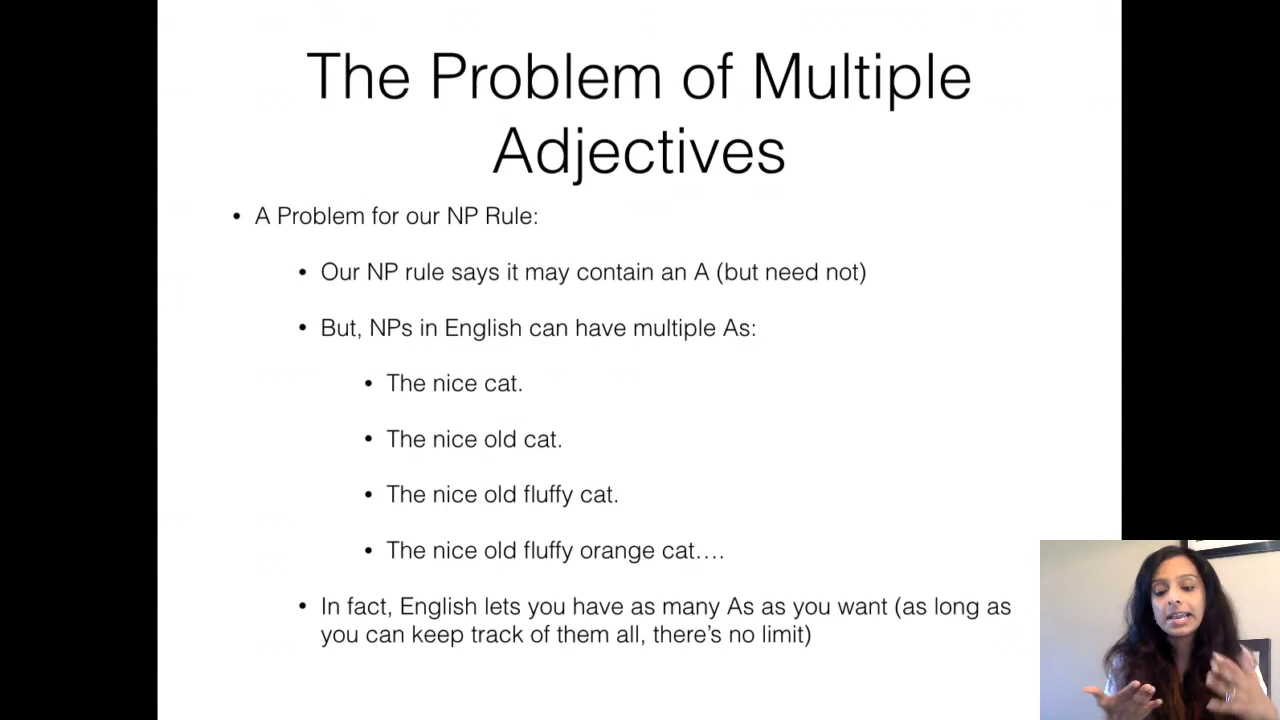 The Problem of Multiple
Adjectives
• A Problem for our NP Rule:
• Our NP rule says it may contain an A (but need not)
• But, NPs in English can have multiple As:
• The nice cat.
• The nice old cat.
• The nice old fluffy cat.
• The nice old fluffy orange cat….
• In fact, English lets you have as many As as you want (as long as
you can keep track of them all, there’s no limit)